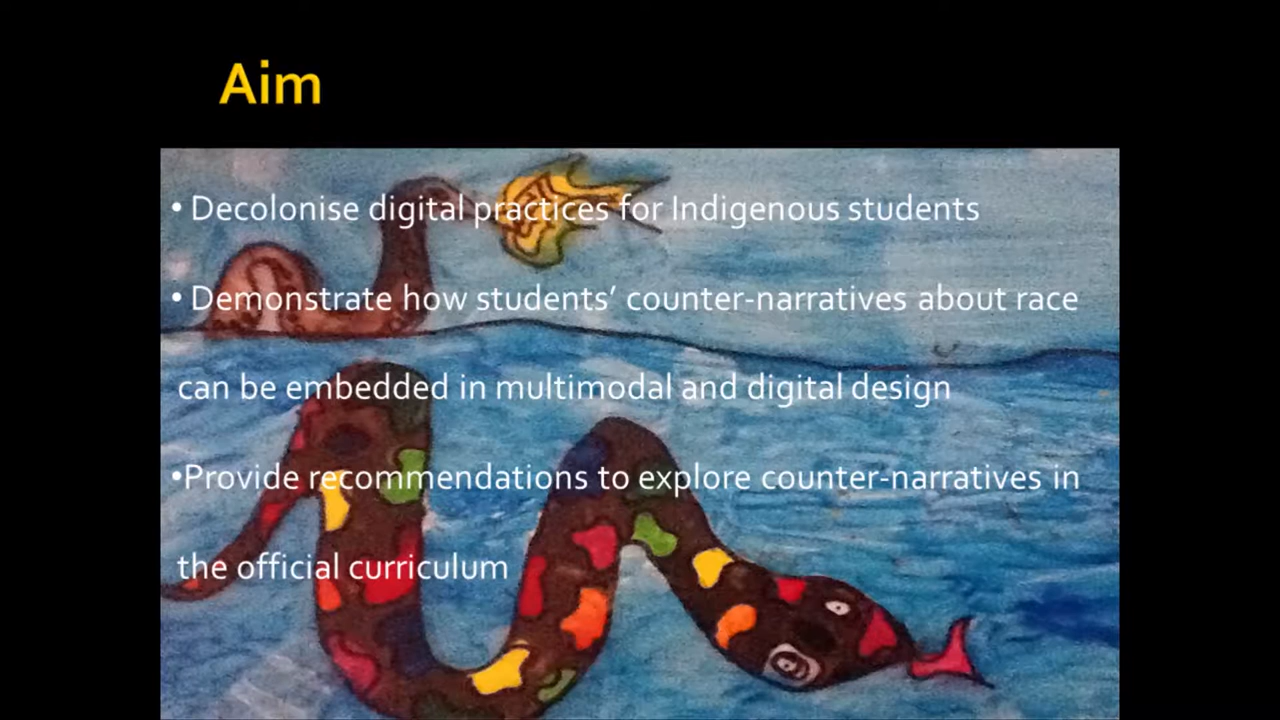 Aim
• Decolonise digital practices for Indigenous students
• Demonstrate how students’ counter-narratives about race
can be embedded in multimodal and digital design
•Provide recommendations to explore counter-narratives in
the official curriculum